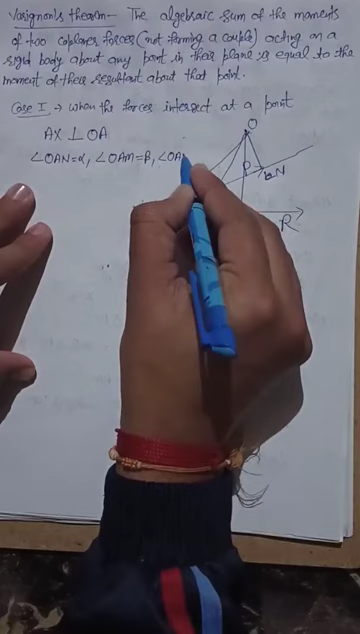 Varignon's theorem - The algebraic sum of the moments
of two coplaner forces (not forming a couple) acting on a
rigid body about any point in their plane is equal to the
moment of their resultant about that point.
Case I → when the forces intersect at a point
AX ⊥ OA
∠OAN=α, ∠OAM=β, ∠OA
O
N
R